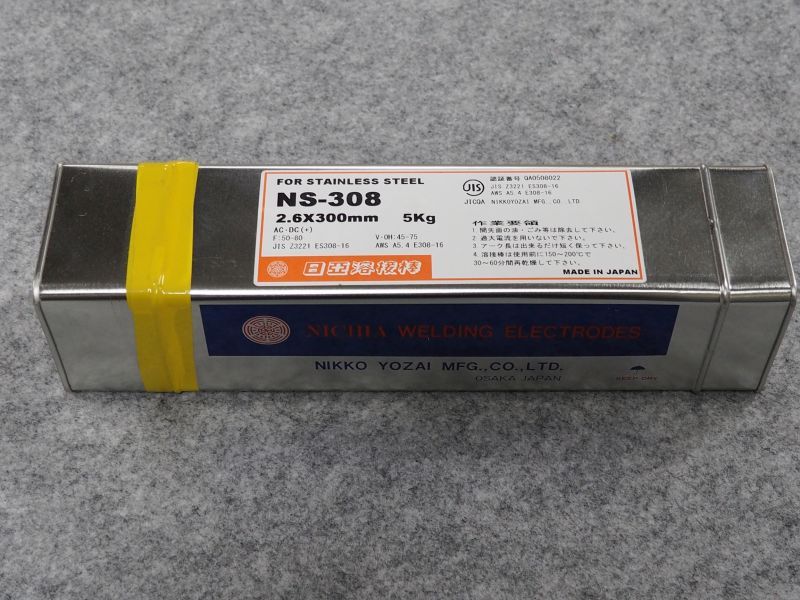 FOR STAINLESS STEEL
NS-308
2.6X300mm 5Kg
AC-DC(+)
F:50-80 V-OH:45-75
JIS Z3221 ES308-16 AWS A5.4 E308-16
日亜溶接棒
JIS
認証番号 QA0508022
JIS Z3221 ES308-16
AWS A5.4 E308-16
JICQA NIKKOYOZAI MFG., CO. LTD
作業要領
1. 開先面の油・ごみ等は除去して下さい。
2. 過大電流を用いないで下さい。
3. アーク長は出来るだけ短く保って下さい。
4. 溶接棒は使用前に150~200℃で
30~60分間再乾燥して下さい。
MADE IN JAPAN
NICHIA WELDING ELECTRODES
NIKKO YOZAI MFG.,CO.,LTD.
OSAKA JAPAN
KEEP DRY